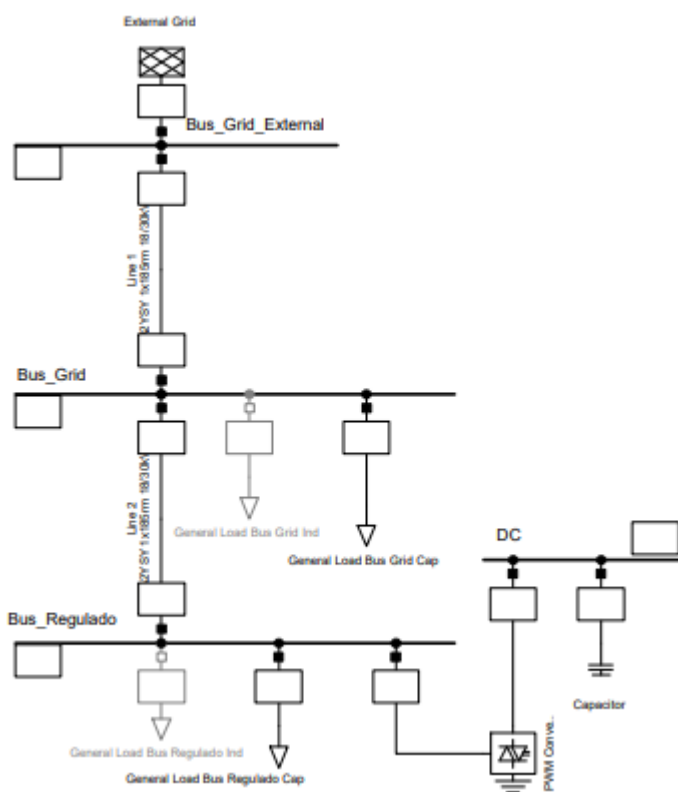 External Grid
Bus_Grid_External
Line 1
2YSY 1x185rm 18/30kV
Bus_Grid
General Load Bus Grid Ind
General Load Bus Grid Cap
Line 2
2YSY 1x185rm 18/30kV
DC
Bus_Regulado
Capacitor
General Load Bus Regulado Ind
General Load Bus Regulado Cap
PWM Conve..